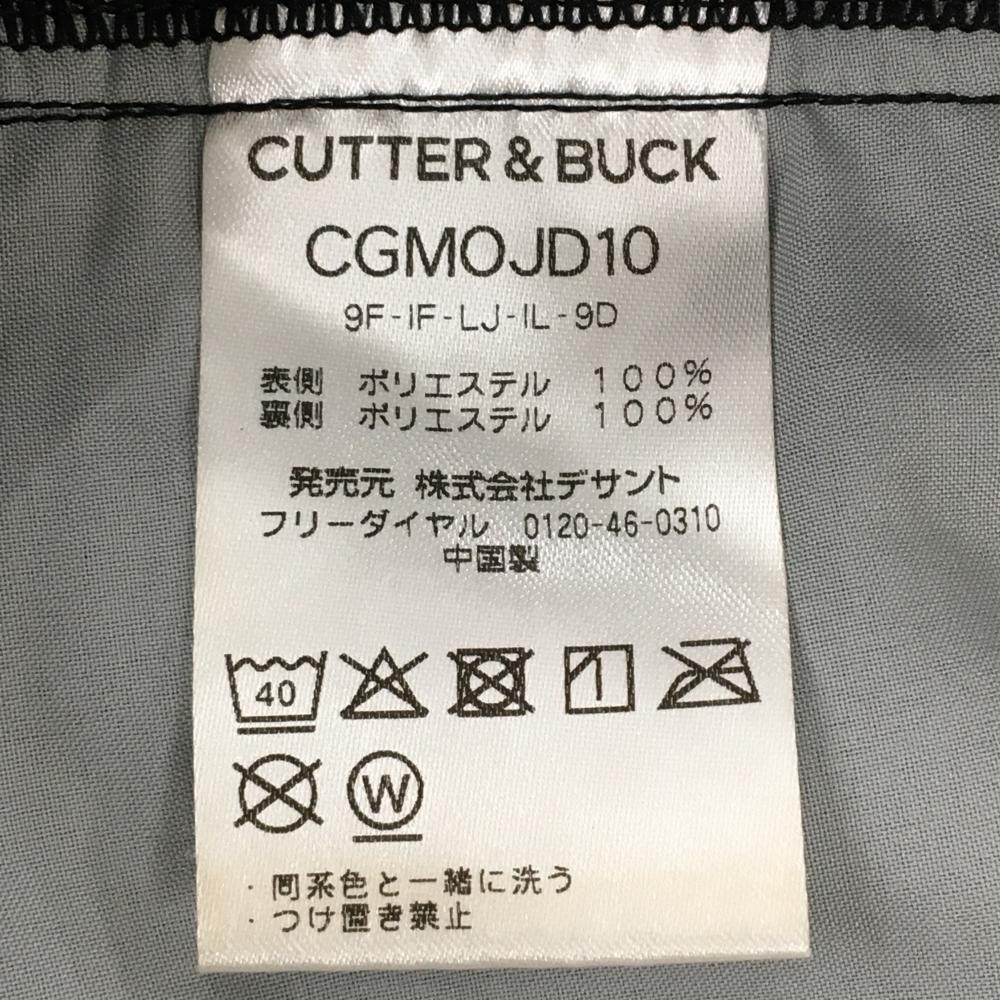 CUTTER & BUCK
CGMOJD10
9F-IF-LJ-IL-9D
表側 ポリエステル 100%
裏側 ポリエステル 100%
発売元 株式会社デサント
フリーダイヤル 0120-46-0310
中国製
40
W
・同系色と一緒に洗う
・つけ置き禁止